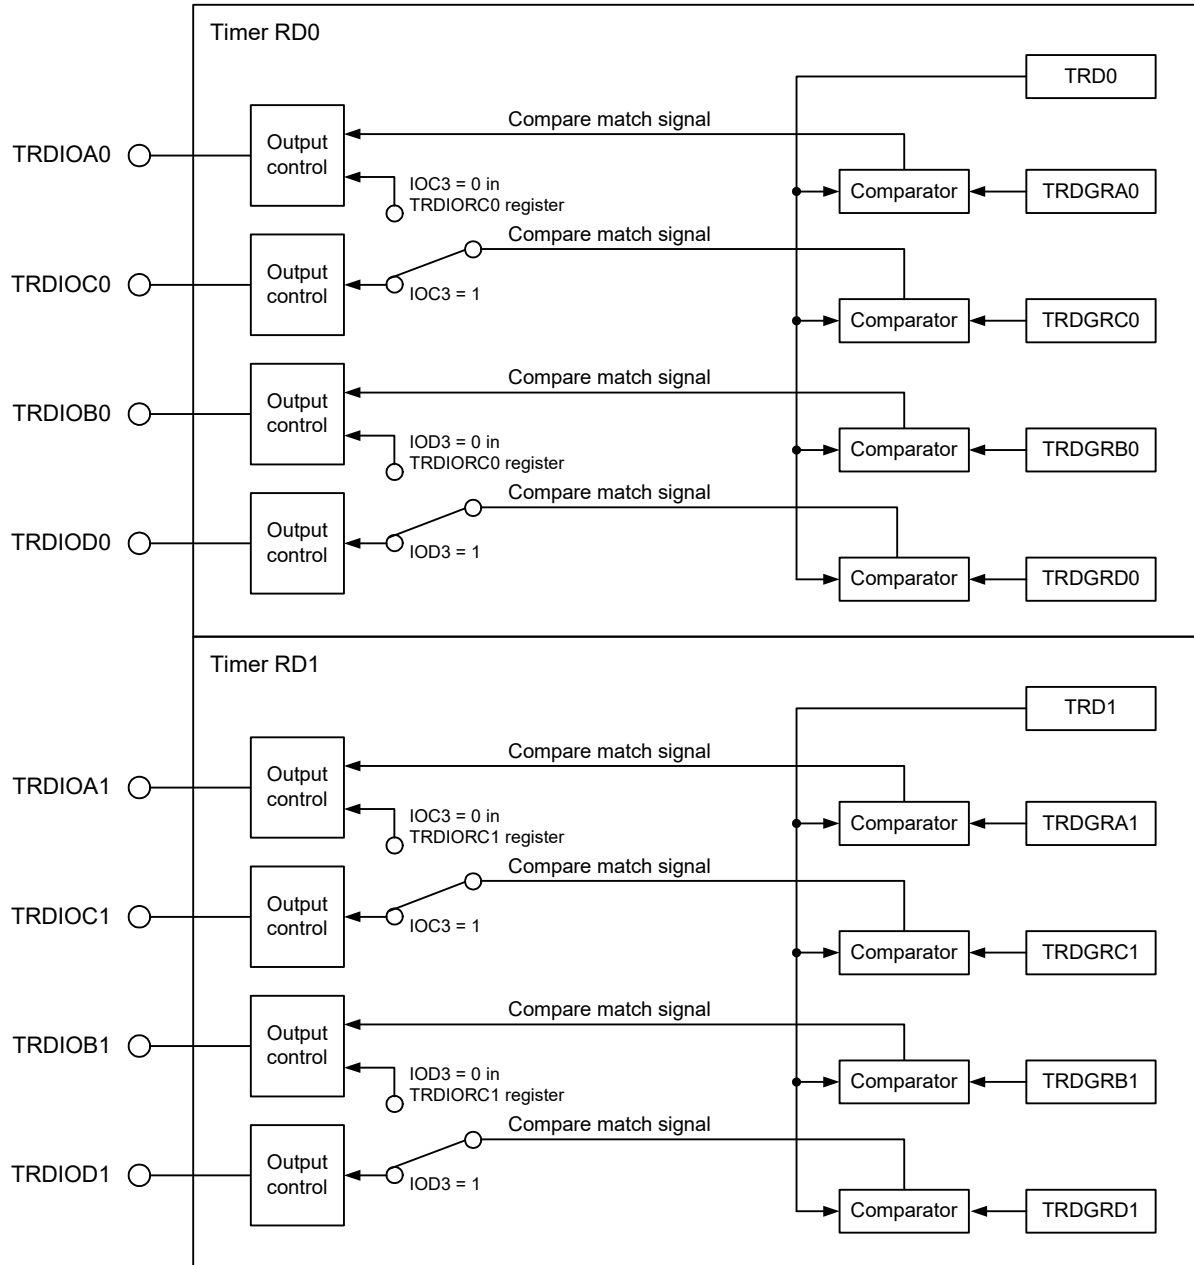 Timer RD0
TRD0
Compare match signal
Output
control
TRDIOA0
IOC3 = 0 in
TRDIORC0 register
Comparator
TRDGRA0
Compare match signal
Output
control
TRDIOC0
IOC3 = 1
Comparator
TRDGRC0
Compare match signal
Output
control
TRDIOB0
IOD3 = 0 in
TRDIORC0 register
Comparator
TRDGRB0
Compare match signal
Output
control
TRDIOD0
IOD3 = 1
Comparator
TRDGRD0
Timer RD1
TRD1
Compare match signal
Output
control
TRDIOA1
IOC3 = 0 in
TRDIORC1 register
Comparator
TRDGRA1
Compare match signal
Output
control
TRDIOC1
IOC3 = 1
Comparator
TRDGRC1
Compare match signal
Output
control
TRDIOB1
IOD3 = 0 in
TRDIORC1 register
Comparator
TRDGRB1
Compare match signal
Output
control
TRDIOD1
IOD3 = 1
Comparator
TRDGRD1